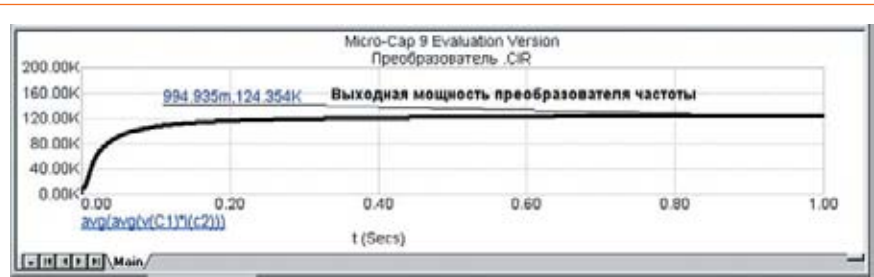 Micro-Cap 9 Evaluation Version
Преобразователь .CIR
200.00K
160.00K
994.935m,124.354K Выходная мощность преобразователя частоты
120.00K
80.00K
40.00K
0.00K
0.00 0.20 0.40 0.60 0.80 1.00
avg(avg(v(C1)*i(c2)))
t (Secs)
Main